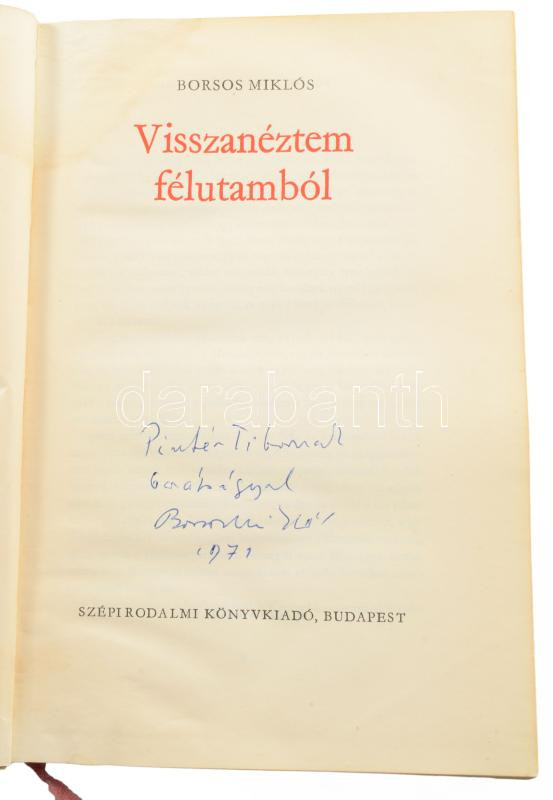 BORSOS MIKLÓS
Visszanéztem
félutamból
darabanth
Pintér Tibornak
barátsággal
Borsos Miklós
1971
SZÉPIRODALMI KÖNYVKIADÓ, BUDAPEST